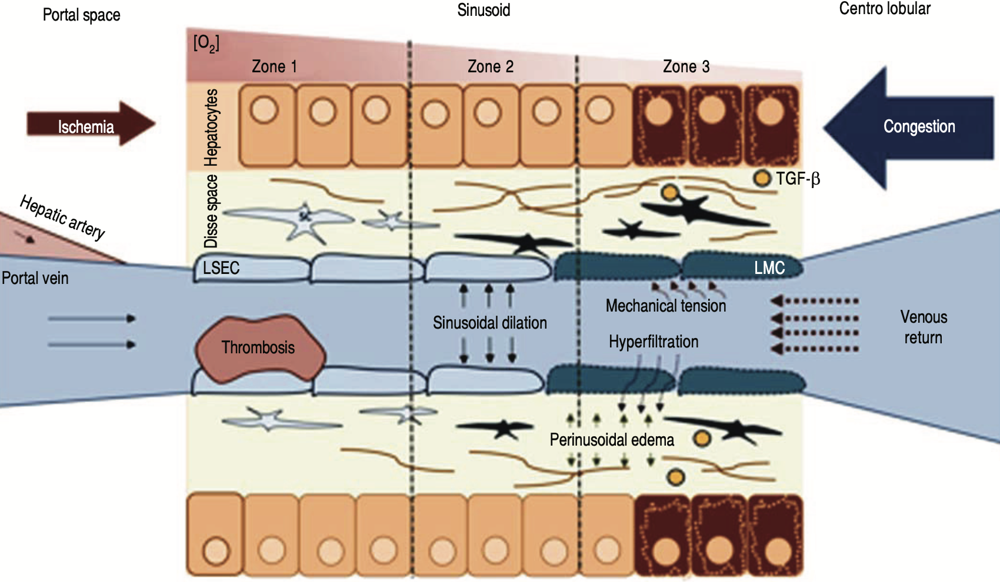 Portal space
Sinusoid
Centro lobular
[O2]
Zone 1
Zone 2
Zone 3
Hepatocytes
Ischemia
Congestion
TGF-β
Disse space
Hepatic artery
LSEC
LMC
Portal vein
Mechanical tension
Sinusoidal dilation
Venous
return
Hyperfiltration
Thrombosis
Perinusoidal edema